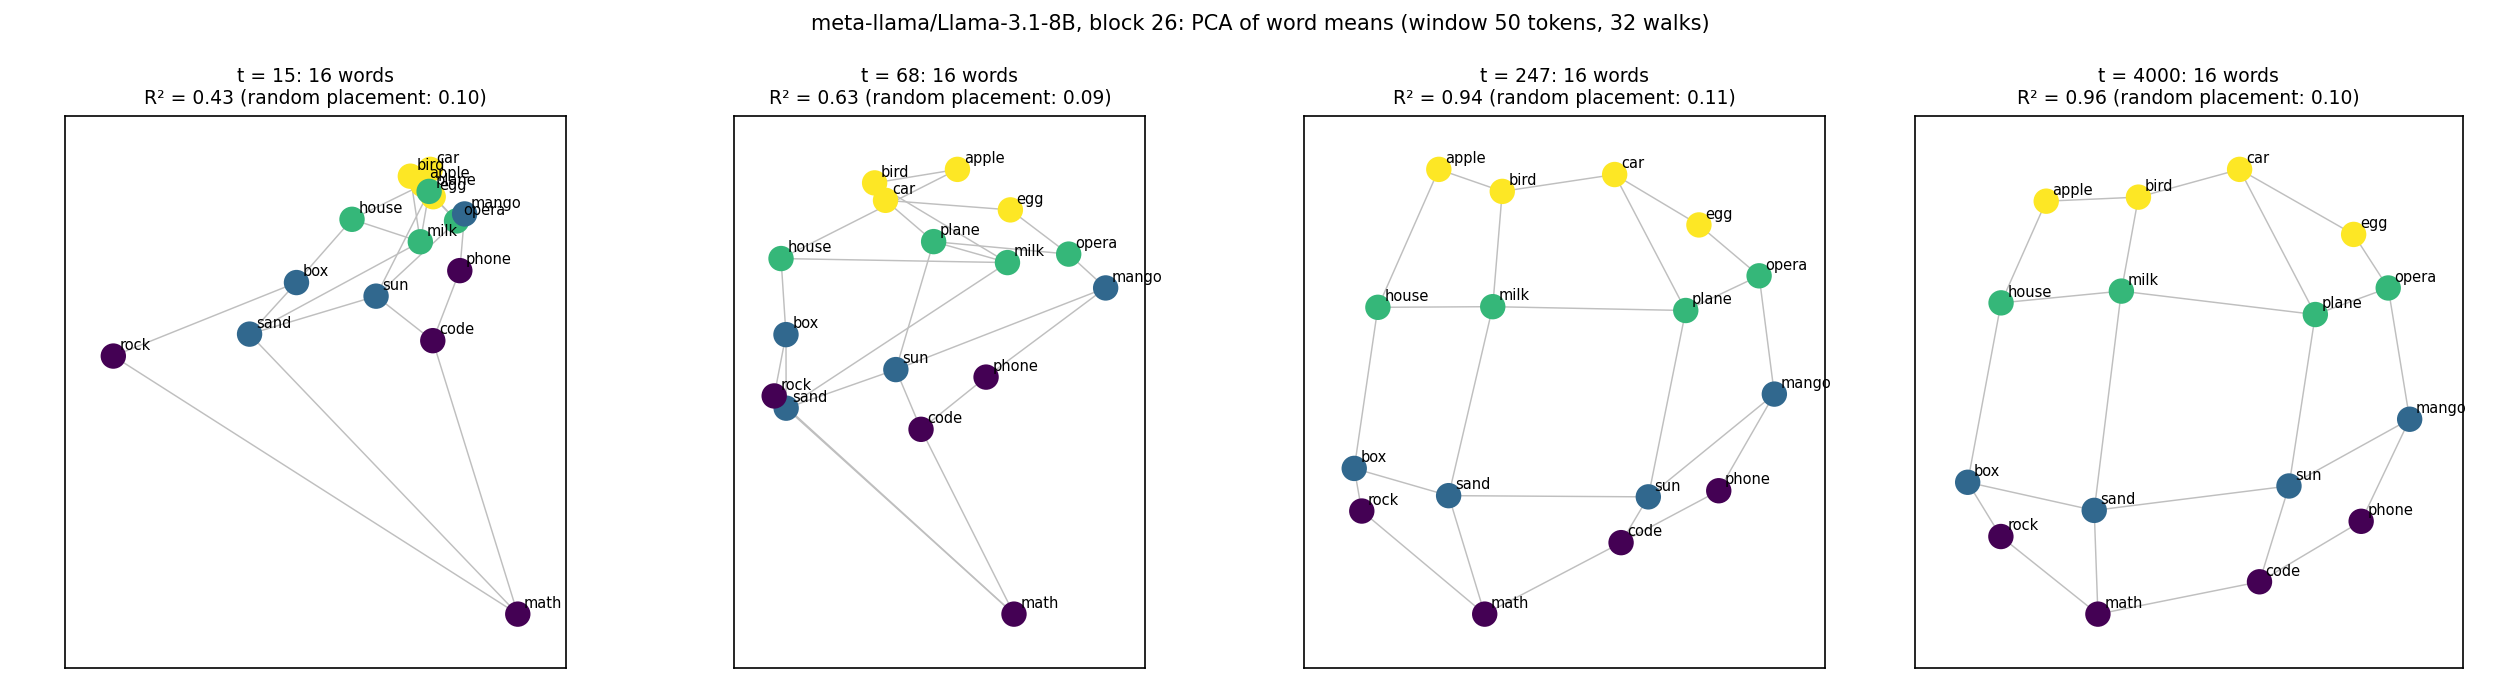 meta-llama/Llama-3.1-8B, block 26: PCA of word means (window 50 tokens, 32 walks)
t = 15: 16 words
R² = 0.43 (random placement: 0.10)
car
bird
apple
plane
egg
mango
house
opera
milk
phone
box
sun
sand
code
rock
math
t = 68: 16 words
R² = 0.63 (random placement: 0.09)
apple
bird
car
egg
plane
opera
house
milk
mango
box
sun
phone
rock
sand
code
math
t = 247: 16 words
R² = 0.94 (random placement: 0.11)
apple
car
bird
egg
opera
house
milk
plane
mango
box
phone
sand
sun
rock
code
math
t = 4000: 16 words
R² = 0.96 (random placement: 0.10)
car
apple
bird
egg
opera
milk
house
plane
mango
box
sun
sand
phone
rock
code
math